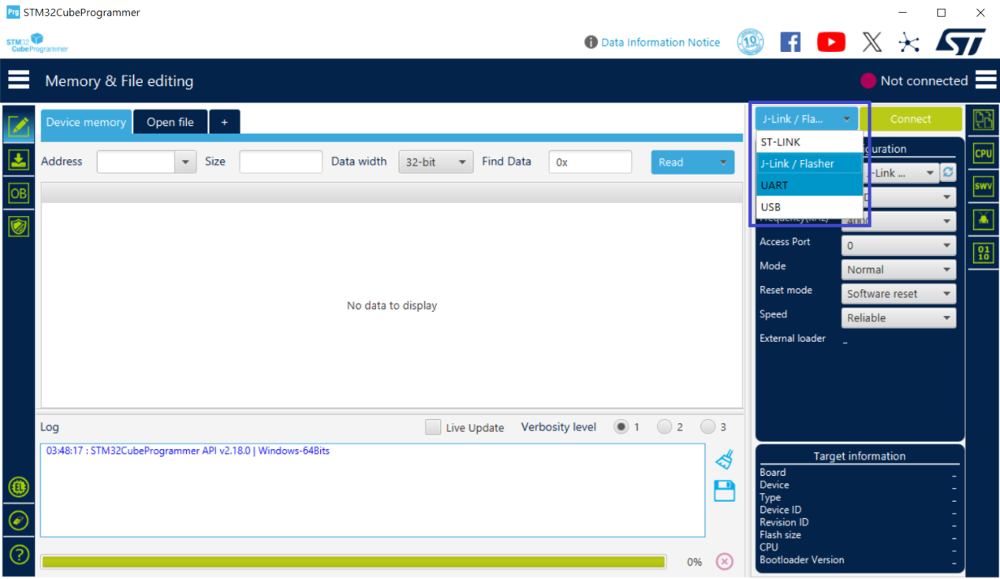 Prg STM32CubeProgrammer
STM32
CubeProgrammer
Data Information Notice
Memory & File editing
Not connected
Device memory
Open file
+
J-Link / Fla...
Connect
ST-LINK
J-Link / Flasher
UART
USB
Address
Size
Data width
32-bit
Find Data
0x
Read
OB
CPU
SWV
01
10
Access Port
0
Mode
Normal
Reset mode
Software reset
Speed
Reliable
External loader
_
No data to display
Log
Live Update
Verbosity level
1
2
3
03:48:17 : STM32CubeProgrammer API v2.18.0 | Windows-64Bits
0%
Target information
Board _
Device _
Type _
Device ID _
Revision ID _
Flash size _
CPU _
Bootloader Version _
EL
?